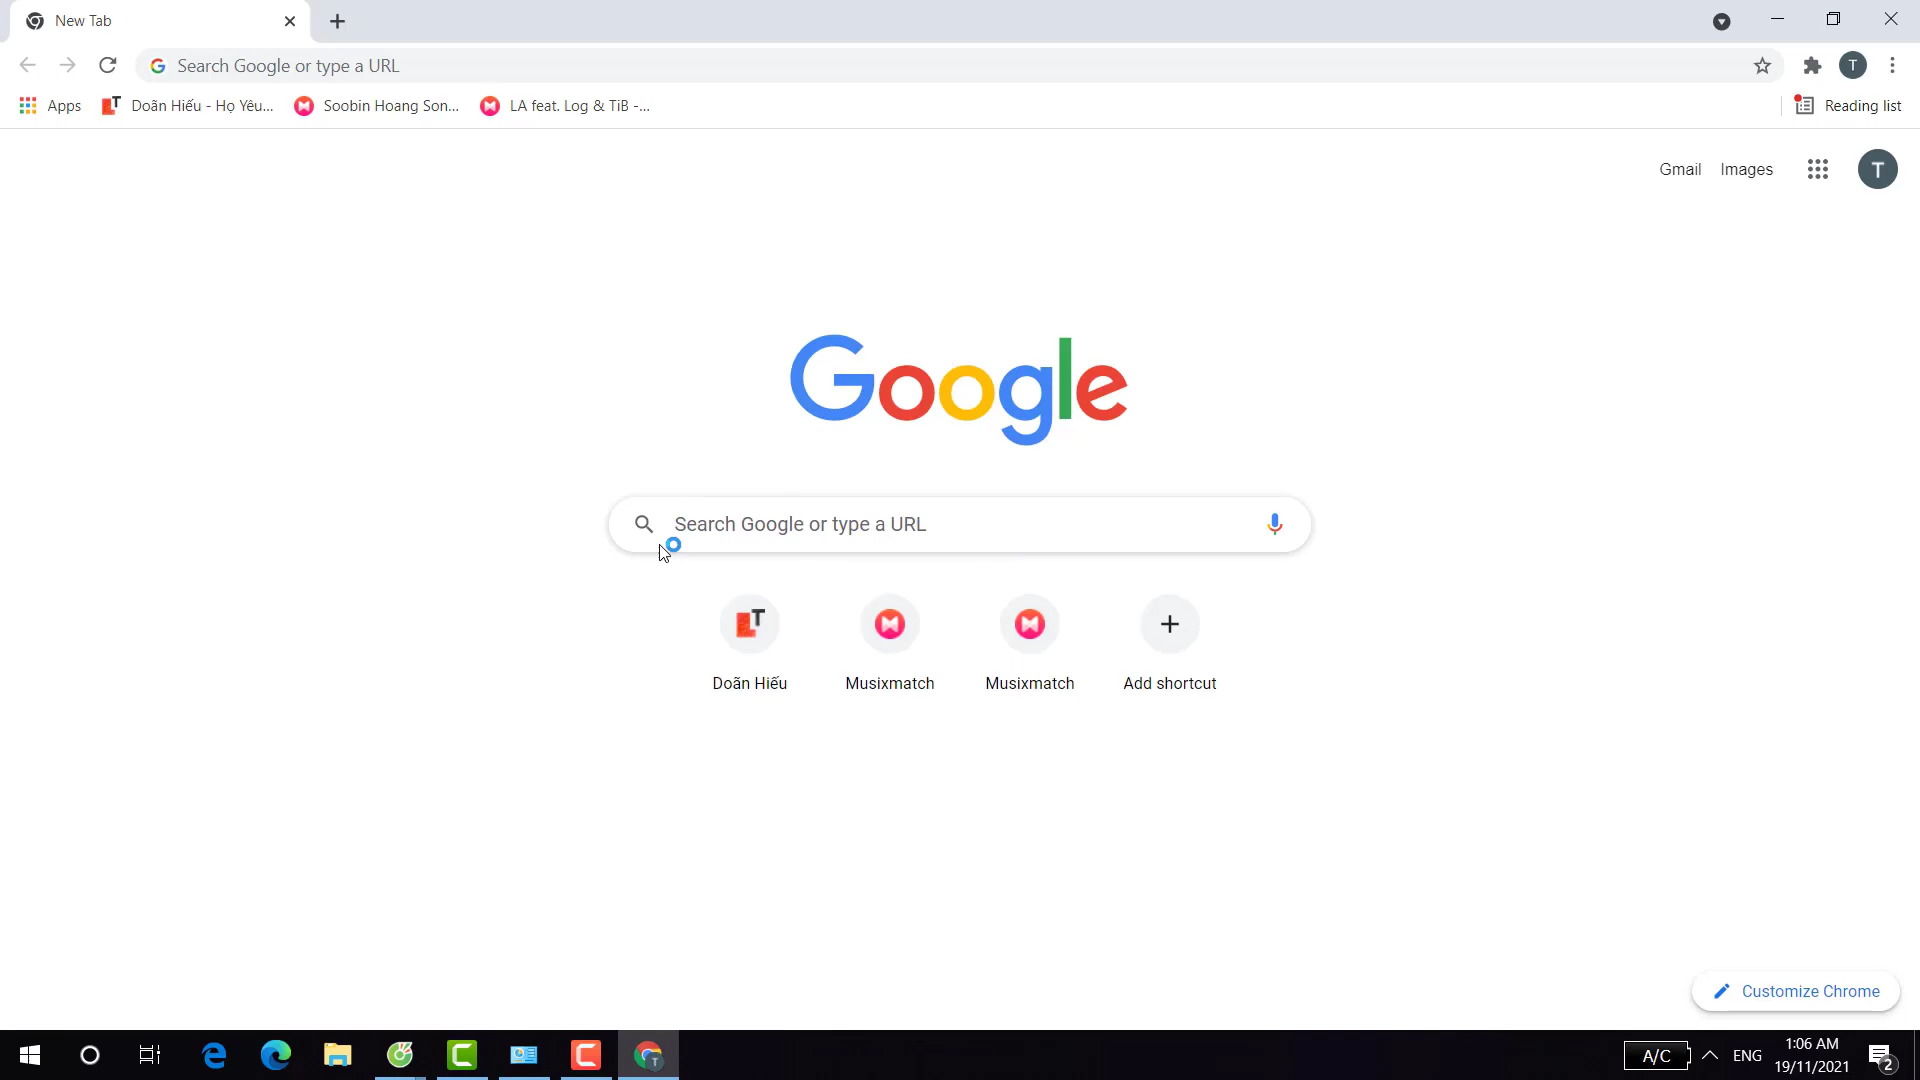 New Tab
Search Google or type a URL
Apps
Doãn Hiếu - Họ Yêu...
Soobin Hoang Son...
LA feat. Log & TiB -...
Reading list
T
Gmail
Images
T
Google
Search Google or type a URL
Doãn Hiếu
Musixmatch
Musixmatch
Add shortcut
Customize Chrome
A/C
ENG
1:06 AM
19/11/2021
2